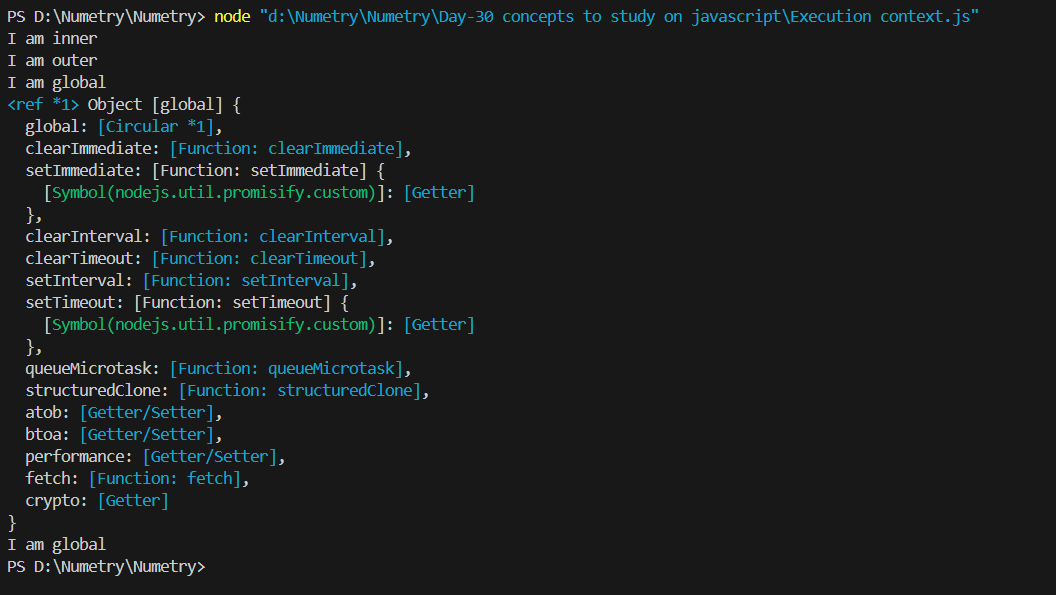 PS D:\Numetry\Numetry> node "d:\Numetry\Numetry\Day-30 concepts to study on javascript\Execution context.js"
I am inner
I am outer
I am global
<ref *1> Object [global] {
  global: [Circular *1],
  clearImmediate: [Function: clearImmediate],
  setImmediate: [Function: setImmediate] {
    [Symbol(nodejs.util.promisify.custom)]: [Getter]
  },
  clearInterval: [Function: clearInterval],
  clearTimeout: [Function: clearTimeout],
  setInterval: [Function: setInterval],
  setTimeout: [Function: setTimeout] {
    [Symbol(nodejs.util.promisify.custom)]: [Getter]
  },
  queueMicrotask: [Function: queueMicrotask],
  structuredClone: [Function: structuredClone],
  atob: [Getter/Setter],
  btoa: [Getter/Setter],
  performance: [Getter/Setter],
  fetch: [Function: fetch],
  crypto: [Getter]
}
I am global
PS D:\Numetry\Numetry>